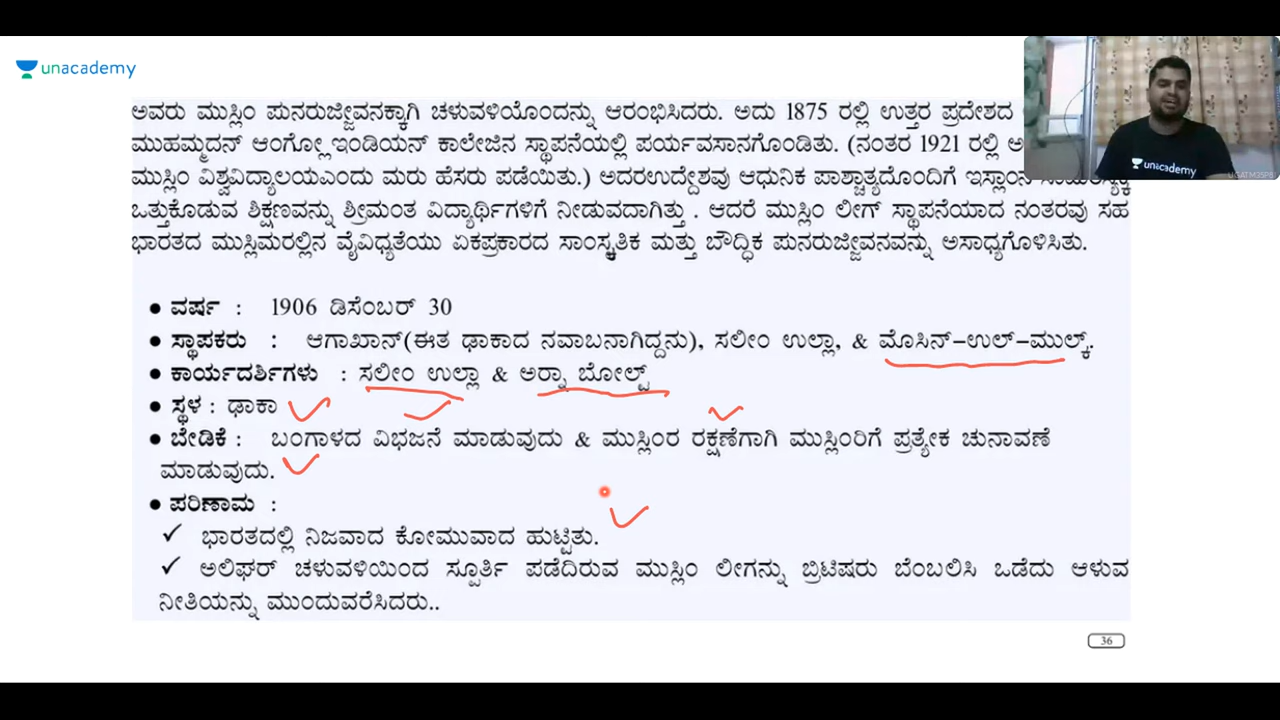 unacademy
ಅವರು ಮುಸ್ಲಿಂ ಪುನರುಜ್ಜೀವನಕ್ಕಾಗಿ ಚಳುವಳಿಯೊಂದನ್ನು ಆರಂಭಿಸಿದರು. ಅದು 1875 ರಲ್ಲಿ ಉತ್ತರ ಪ್ರದೇಶದ
ಮುಹಮ್ಮದನ್ ಆಂಗ್ಲೋಇಂಡಿಯನ್ ಕಾಲೇಜಿನ ಸ್ಥಾಪನೆಯಲ್ಲಿ ಪರ್ಯವಸಾನಗೊಂಡಿತು. (ನಂತರ 1921 ರಲ್ಲಿ
unacademy
ಮುಸ್ಲಿಂ ವಿಶ್ವವಿದ್ಯಾಲಯಎಂದು ಮರು ಹೆಸರು ಪಡೆಯಿತು.) ಅದರಉದ್ದೇಶವು ಆಧುನಿಕ ಪಾಶ್ಚಾತ್ಯದೊಂದಿಗೆ
ಒತ್ತುಕೊಡುವ ಶಿಕ್ಷಣವನ್ನು ಶ್ರೀಮಂತ ವಿದ್ಯಾರ್ಥಿಗಳಿಗೆ ನೀಡುವದಾಗಿತ್ತು . ಆದರೆ ಮುಸ್ಲಿಂ ಲೀಗ್ ಸ್ಥಾಪನೆಯಾದ ನಂತರವು ಸಹ
ಭಾರತದ ಮುಸ್ಲಿಮರಲ್ಲಿನ ವೈವಿಧ್ಯತೆಯು ಏಕಪ್ರಕಾರದ ಸಾಂಸ್ಕೃತಿಕ ಮತ್ತು ಬೌದ್ಧಿಕ ಪುನರುಜ್ಜೀವನವನ್ನು ಅಸಾಧ್ಯಗೊಳಿಸಿತು.
● ವರ್ಷ : 1906 ಡಿಸೆಂಬರ್ 30
● ಸ್ಥಾಪಕರು : ಆಗಾಖಾನ್(ಈತ ಢಾಕಾದ ನವಾಬನಾಗಿದ್ದನು), ಸಲೀಂ ಉಲ್ಲಾ, & ಮೊಸಿನ್-ಉಲ್-ಮುಲ್ಕ್.
● ಕಾರ್ಯದರ್ಶಿಗಳು : ಸಲೀಂ ಉಲ್ಲಾ & ಅರ್‍ನಾ ಬೋಲ್ಟ್
● ಸ್ಥಳ : ಢಾಕಾ
● ಬೇಡಿಕೆ : ಬಂಗಾಳದ ವಿಭಜನೆ ಮಾಡುವುದು & ಮುಸ್ಲಿಂರ ರಕ್ಷಣೆಗಾಗಿ ಮುಸ್ಲಿಂರಿಗೆ ಪ್ರತ್ಯೇಕ ಚುನಾವಣೆ
ಮಾಡುವುದು.
● ಪರಿಣಾಮ :
✓ ಭಾರತದಲ್ಲಿ ನಿಜವಾದ ಕೋಮುವಾದ ಹುಟ್ಟಿತು.
✓ ಅಲಿಘರ್ ಚಳುವಳಿಯಿಂದ ಸ್ಪೂರ್ತಿ ಪಡೆದಿರುವ ಮುಸ್ಲಿಂ ಲೀಗನ್ನು ಬ್ರಿಟಿಷರು ಬೆಂಬಲಿಸಿ ಒಡೆದು ಆಳುವ
ನೀತಿಯನ್ನು ಮುಂದುವರೆಸಿದರು..
36